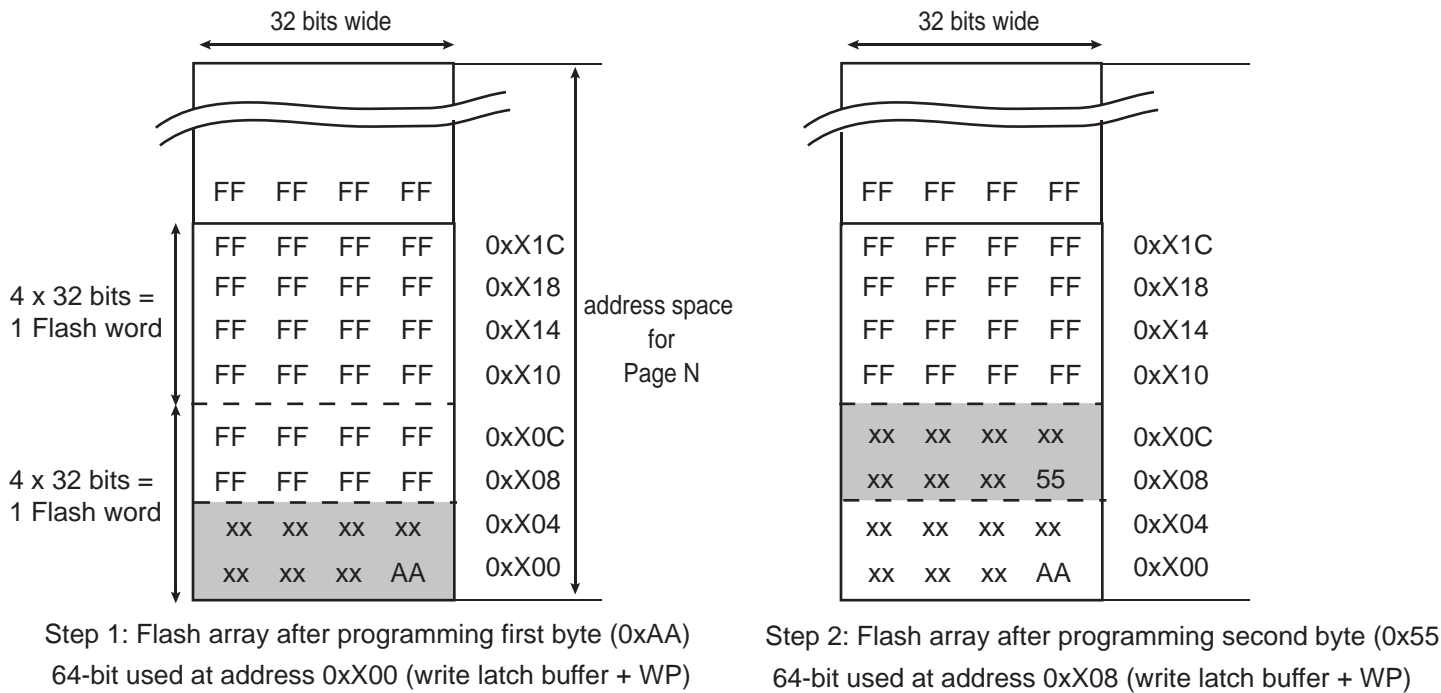 32 bits wide
FF FF FF FF
FF FF FF FF 0xX1C
FF FF FF FF 0xX18
FF FF FF FF 0xX14
FF FF FF FF 0xX10
FF FF FF FF 0xX0C
FF FF FF FF 0xX08
xx xx xx xx 0xX04
xx xx xx AA 0xX00
4 x 32 bits =
1 Flash word
4 x 32 bits =
1 Flash word
address space
for
Page N
Step 1: Flash array after programming first byte (0xAA)
64-bit used at address 0xX00 (write latch buffer + WP)
32 bits wide
FF FF FF FF
FF FF FF FF 0xX1C
FF FF FF FF 0xX18
FF FF FF FF 0xX14
FF FF FF FF 0xX10
xx xx xx xx 0xX0C
xx xx xx 55 0xX08
xx xx xx xx 0xX04
xx xx xx AA 0xX00
Step 2: Flash array after programming second byte (0x55
64-bit used at address 0xX08 (write latch buffer + WP)